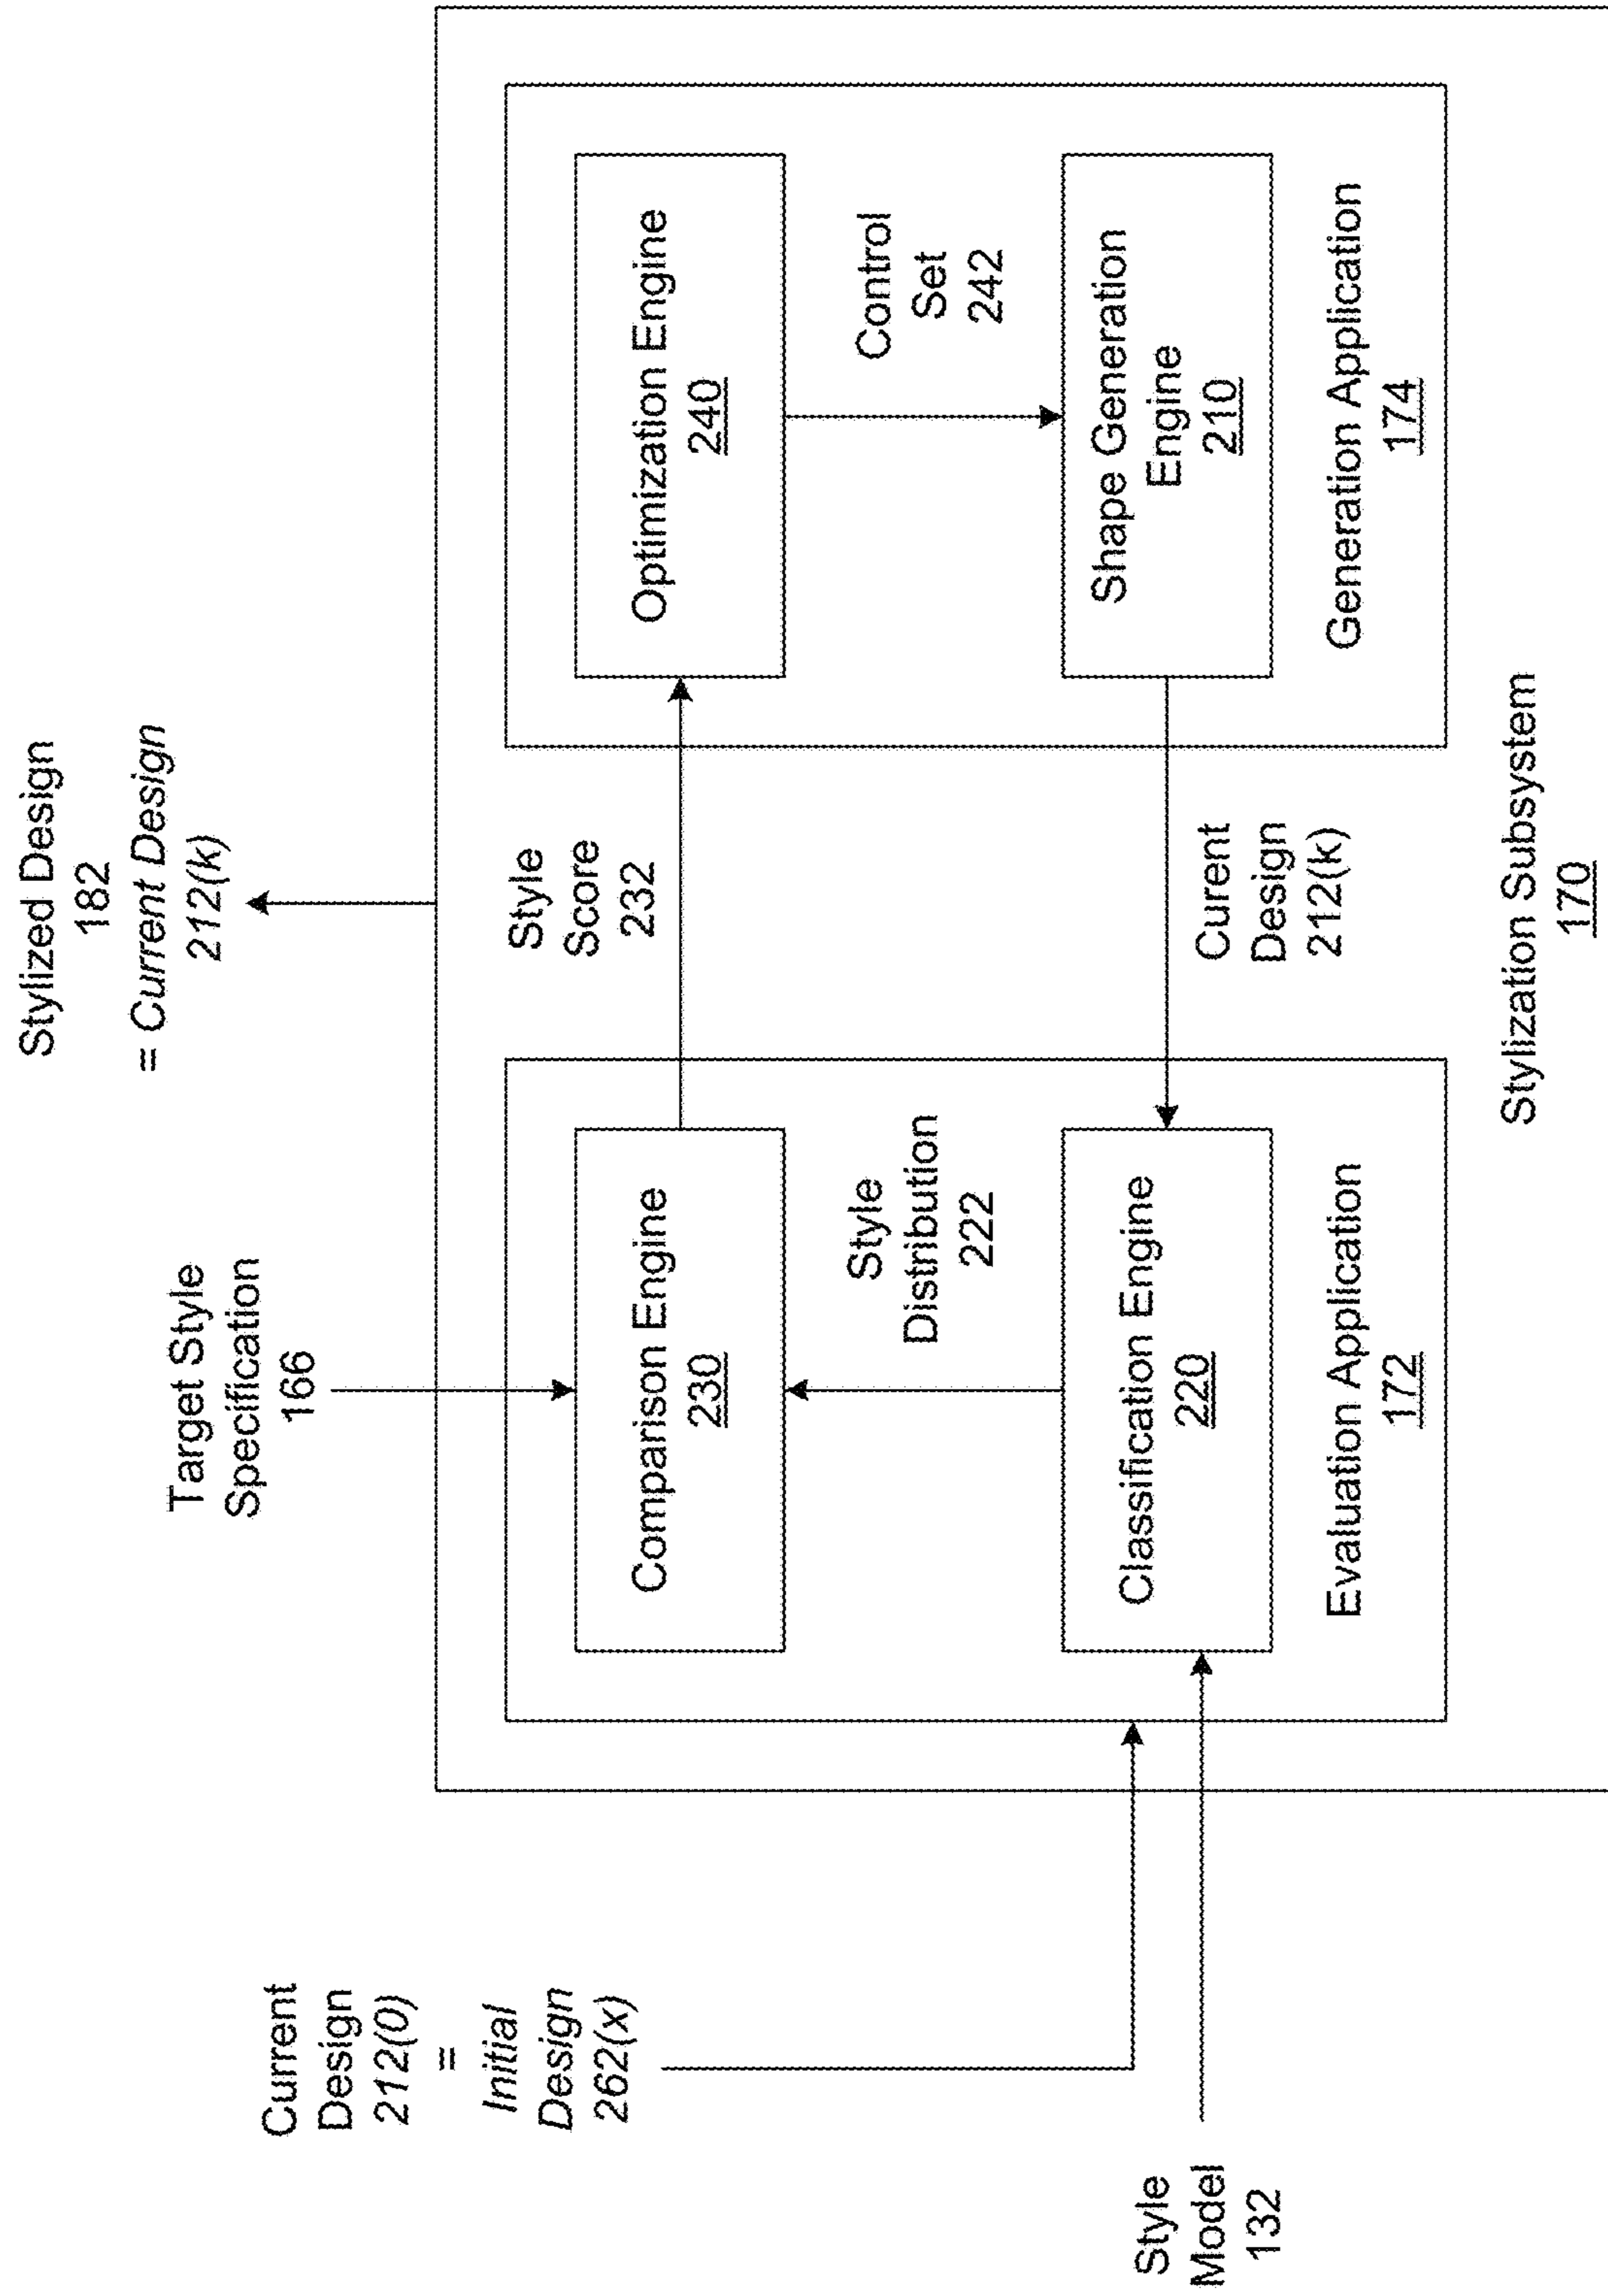 Stylized Design
182
= Current Design
212(k)
Target Style
Specification
166
Current
Design
212(0)
=
Initial
Design
262(x)
Style
Model
132
Comparison Engine
230
Style
Score
232
Optimization Engine
240
Style
Distribution
222
Control
Set
242
Classification Engine
220
Curent
Design
212(k)
Shape Generation
Engine
210
Evaluation Application
172
Generation Application
174
Stylization Subsystem
170